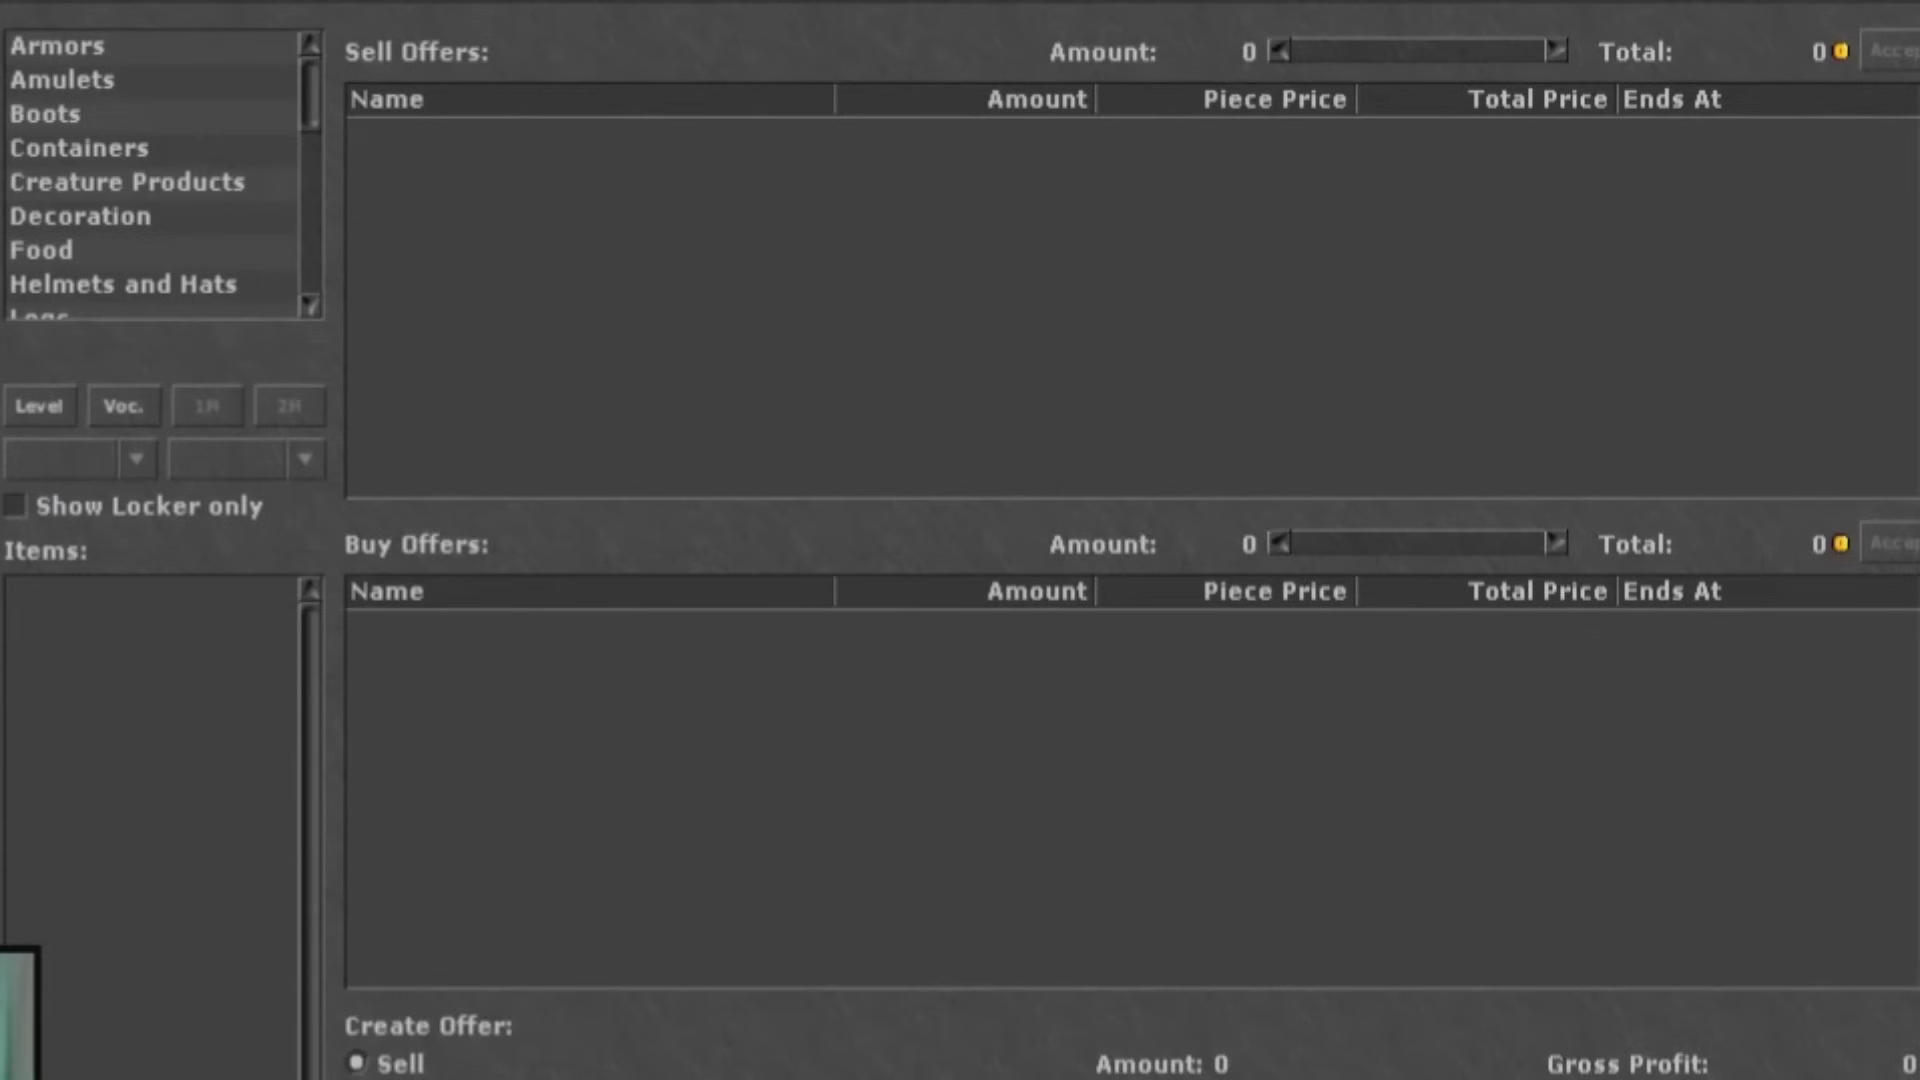 Armors
Amulets
Boots
Containers
Creature Products
Decoration
Food
Helmets and Hats
Level Voc. 1H 2H
Show Locker only
Items:
Sell Offers: Amount: 0 Total: 0
Name Amount Piece Price Total Price Ends At
Buy Offers: Amount: 0 Total: 0
Name Amount Piece Price Total Price Ends At
Create Offer:
Sell Amount: 0 Gross Profit: 0